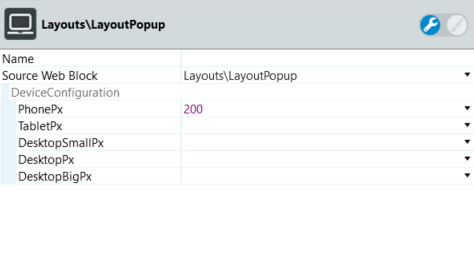 Layouts\LayoutPopup
Name
Source Web Block Layouts\LayoutPopup
DeviceConfiguration
PhonePx 200
TabletPx
DesktopSmallPx
DesktopPx
DesktopBigPx